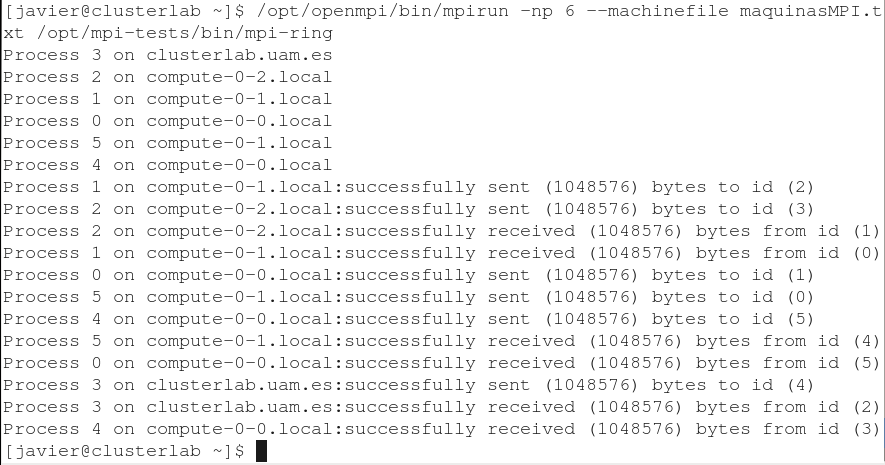 [javier@clusterlab ~]$ /opt/openmpi/bin/mpirun -np 6 --machinefile maquinasMPI.t
xt /opt/mpi-tests/bin/mpi-ring
Process 3 on clusterlab.uam.es
Process 2 on compute-0-2.local
Process 1 on compute-0-1.local
Process 0 on compute-0-0.local
Process 5 on compute-0-1.local
Process 4 on compute-0-0.local
Process 1 on compute-0-1.local:successfully sent (1048576) bytes to id (2)
Process 2 on compute-0-2.local:successfully sent (1048576) bytes to id (3)
Process 2 on compute-0-2.local:successfully received (1048576) bytes from id (1)
Process 1 on compute-0-1.local:successfully received (1048576) bytes from id (0)
Process 0 on compute-0-0.local:successfully sent (1048576) bytes to id (1)
Process 5 on compute-0-1.local:successfully sent (1048576) bytes to id (0)
Process 4 on compute-0-0.local:successfully sent (1048576) bytes to id (5)
Process 5 on compute-0-1.local:successfully received (1048576) bytes from id (4)
Process 0 on compute-0-0.local:successfully received (1048576) bytes from id (5)
Process 3 on clusterlab.uam.es:successfully sent (1048576) bytes to id (4)
Process 3 on clusterlab.uam.es:successfully received (1048576) bytes from id (2)
Process 4 on compute-0-0.local:successfully received (1048576) bytes from id (3)
[javier@clusterlab ~]$